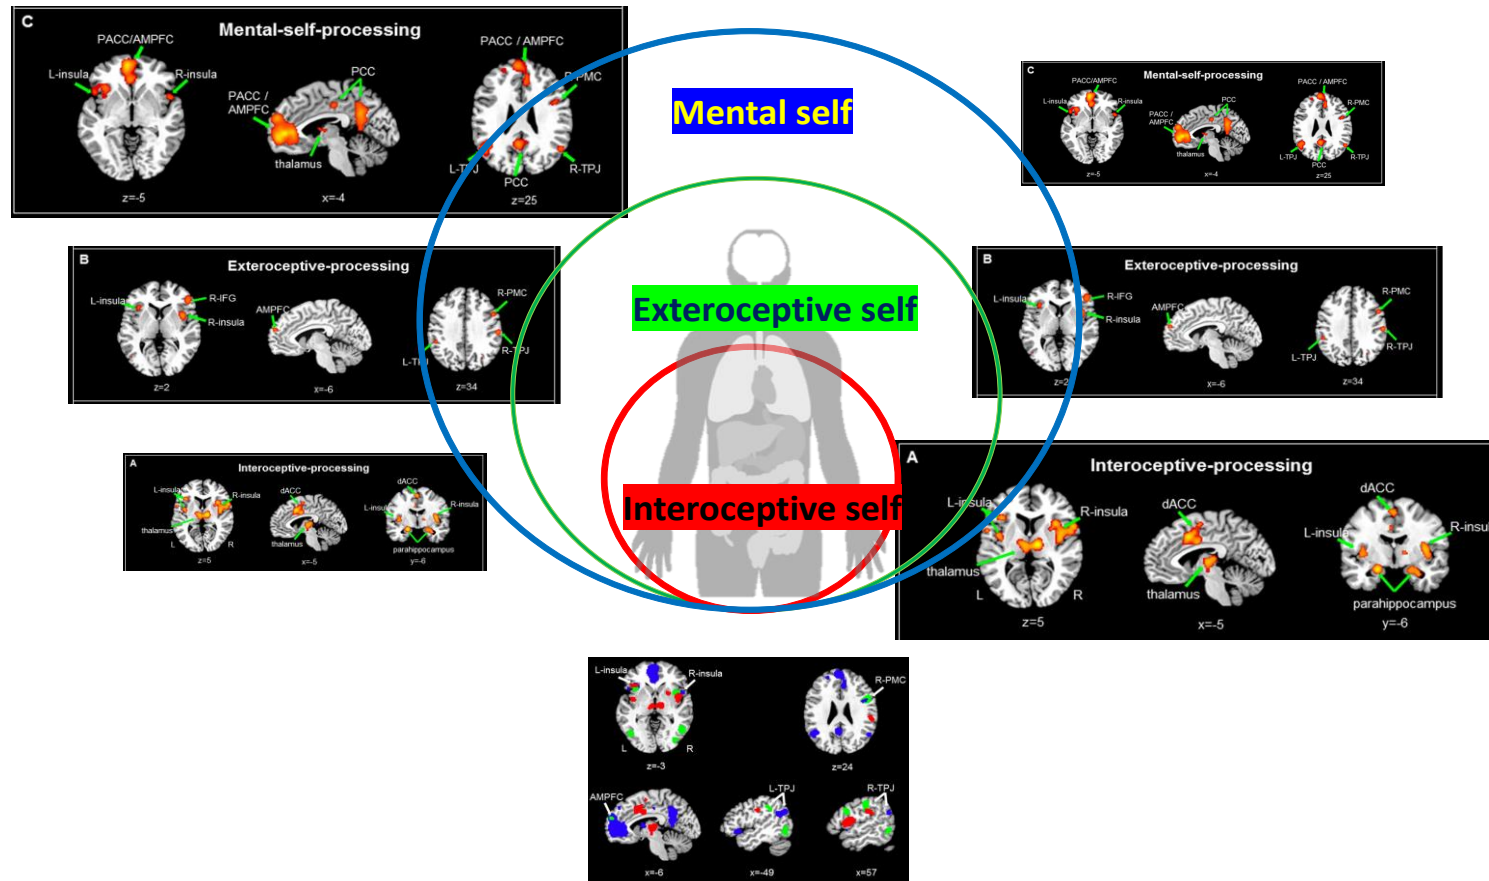 C
Mental-self-processing
PACC/AMPFC
PACC / AMPFC
L-insula
R-insula
PCC
R-PMC
PACC /
AMPFC
thalamus
L-TPJ
PCC
R-TPJ
z=-5
x=-4
z=25
Mental self
C
Mental-self-processing
PACC/AMPFC
PACC / AMPFC
L-insula
R-insula
PCC
R-PMC
PACC /
AMPFC
thalamus
L-TPJ
R-TPJ
PCC
z=-5
x=-4
z=25
B
Exteroceptive-processing
L-insula
R-IFG
R-insula
AMPFC
R-PMC
L-TPJ
R-TPJ
z=2
x=-6
z=34
Exteroceptive self
B
Exteroceptive-processing
L-insula
R-IFG
R-insula
AMPFC
R-PMC
L-TPJ
R-TPJ
z=2
x=-6
z=34
A
Interoceptive-processing
L-insula
R-insula
dACC
dACC
L-insula
R-insula
thalamus
thalamus
parahippocampus
L
R
z=5
x=-5
y=-6
Interoceptive self
A
Interoceptive-processing
L-insula
R-insula
dACC
dACC
L-insula
R-insu
thalamus
thalamus
parahippocampus
L
R
z=5
x=-5
y=-6
L-insula
R-insula
R-PMC
L
R
z=-3
z=24
AMPFC
L-TPJ
R-TPJ
x=-6
x=-49
x=57